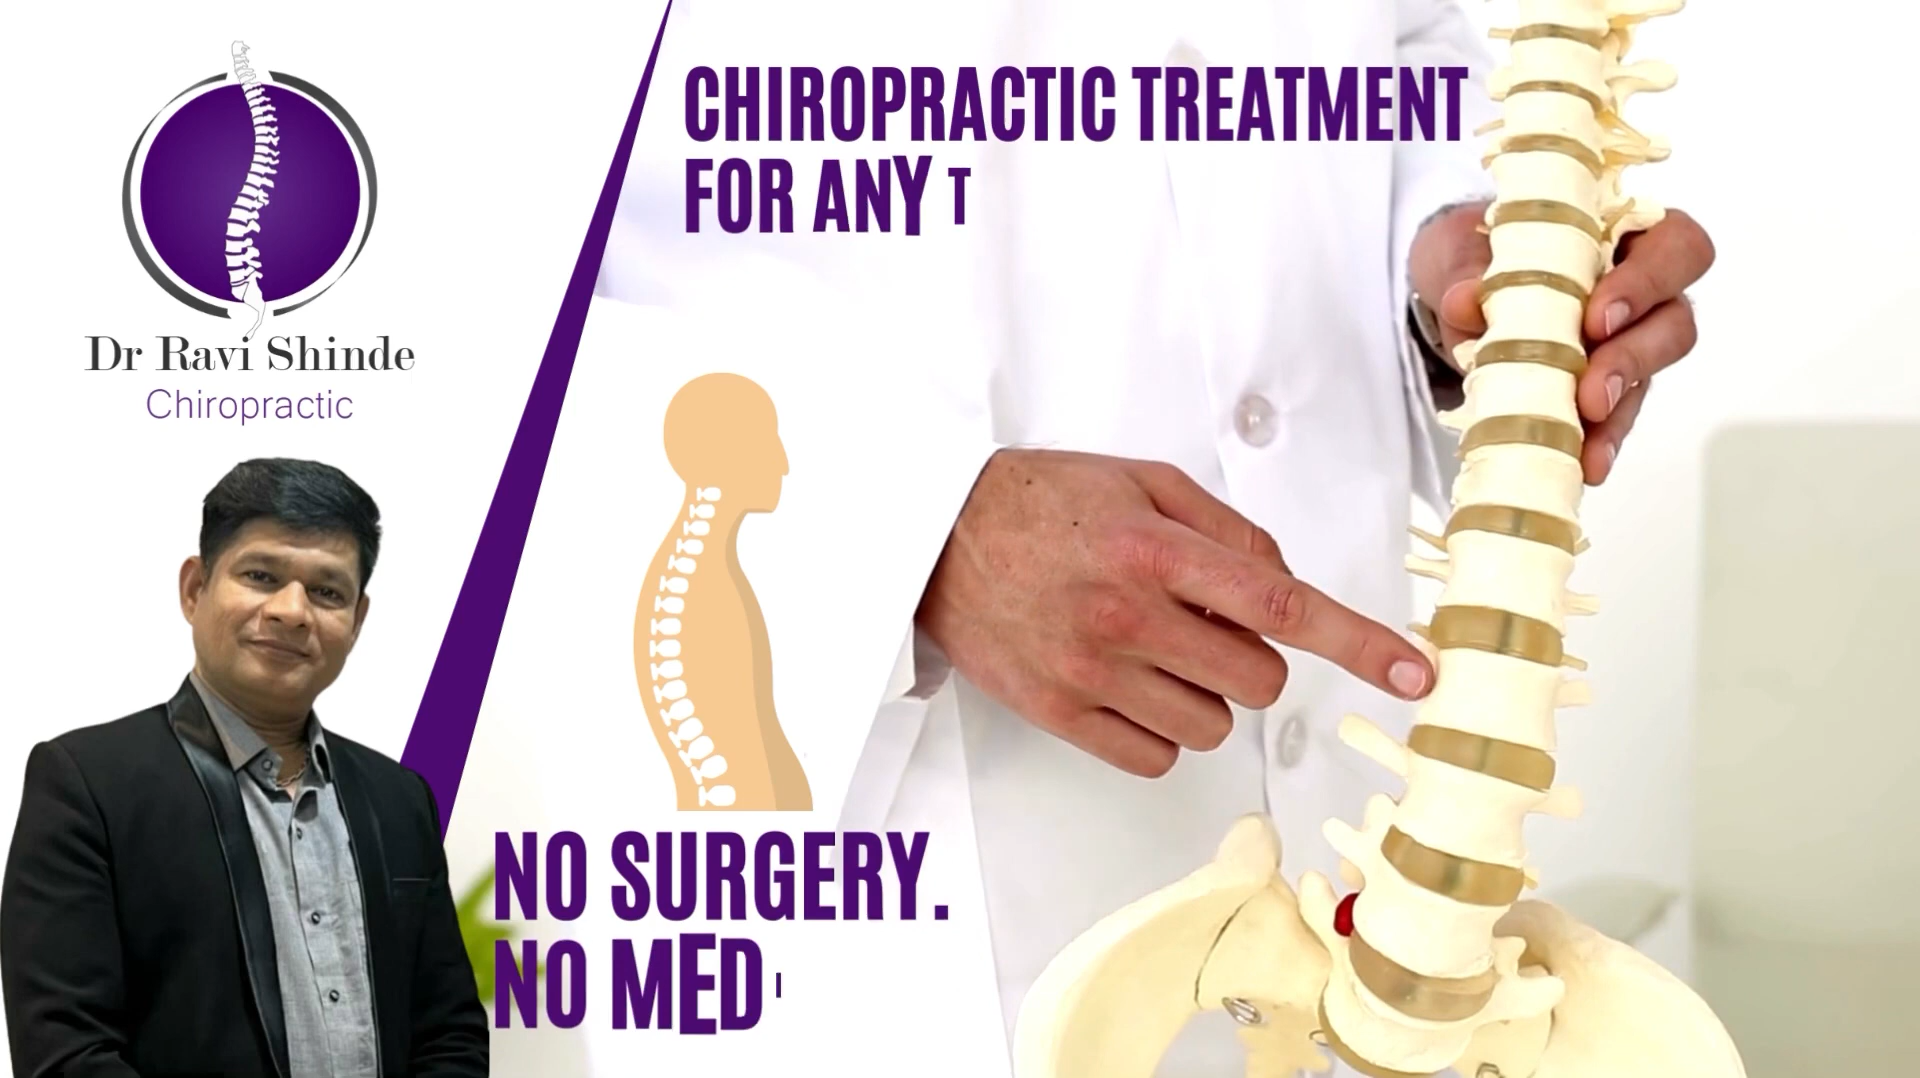 Dr Ravi Shinde
Chiropractic
CHIROPRACTIC TREATMENT
FOR ANY T
NO SURGERY.
NO MED